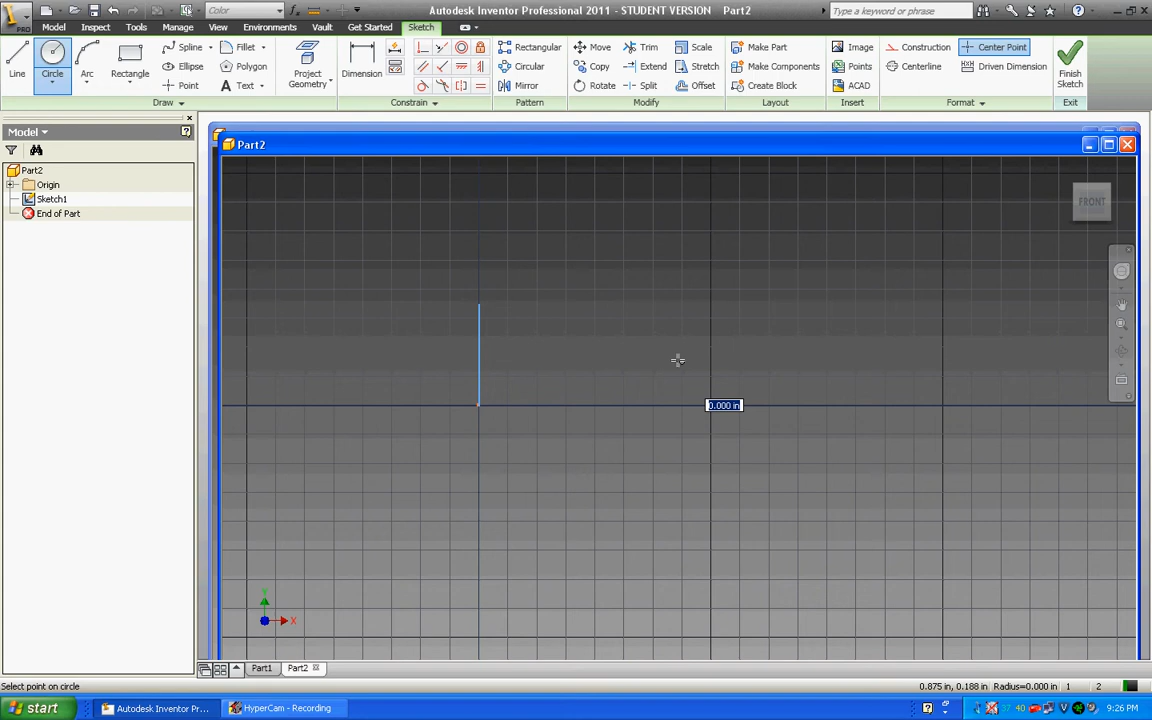 PRO
Color
Autodesk Inventor Professional 2011 - STUDENT VERSION Part2
Type a keyword or phrase
Model Inspect Tools Manage View Environments Vault Get Started Sketch
Line Circle Arc Rectangle
Spline Fillet
Ellipse Polygon
Point Text
Project Geometry
Dimension
Rectangular
Circular
Mirror
Move Trim Scale
Copy Extend Stretch
Rotate Split Offset
Make Part
Make Components
Create Block
Image
Points
ACAD
Construction Center Point
Centerline Driven Dimension
Finish Sketch
Draw Constrain Pattern Modify Layout Insert Format Exit
Model
Part2
Origin
Sketch1
End of Part
Part2
FRONT
0.000 in
Y
X
Part1 Part2
Select point on circle
0.875 in, 0.188 in Radius=0.000 in 1 2
start
Autodesk Inventor Pro...
HyperCam - Recording
37 40
9:26 PM